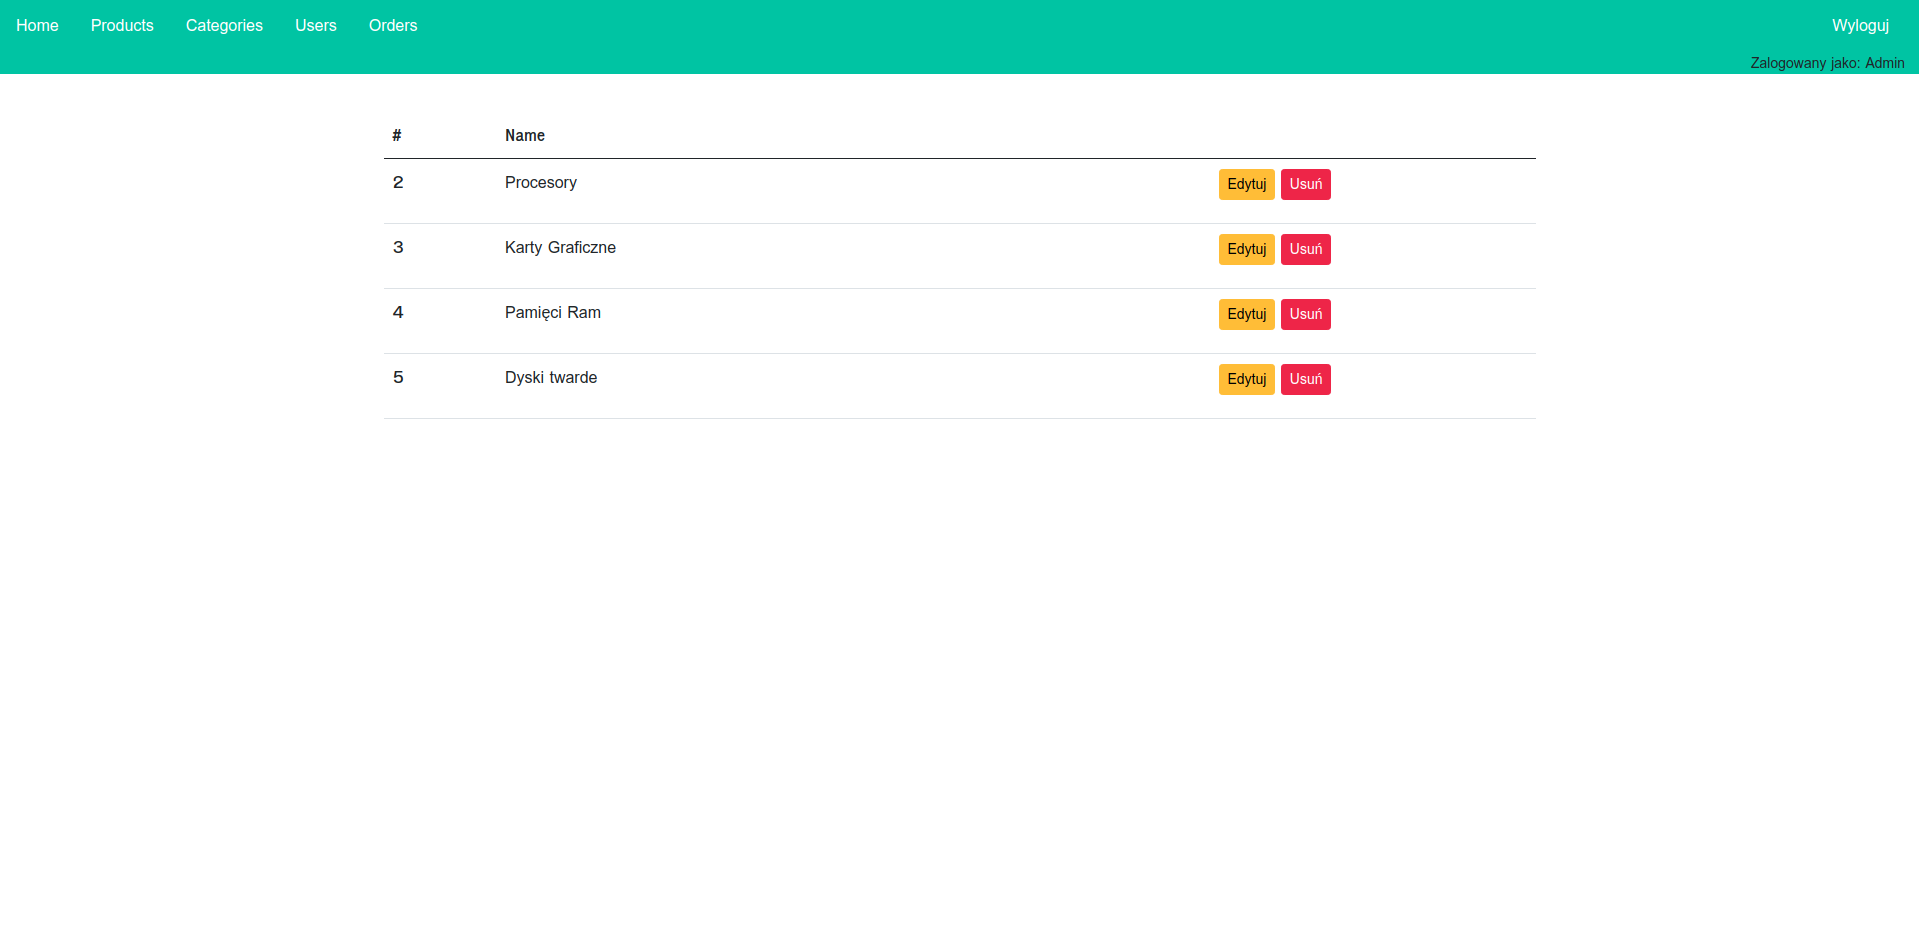 Home Products Categories Users Orders Wyloguj
Zalogowany jako: Admin
# Name
2 Procesory Edytuj Usuń
3 Karty Graficzne Edytuj Usuń
4 Pamięci Ram Edytuj Usuń
5 Dyski twarde Edytuj Usuń